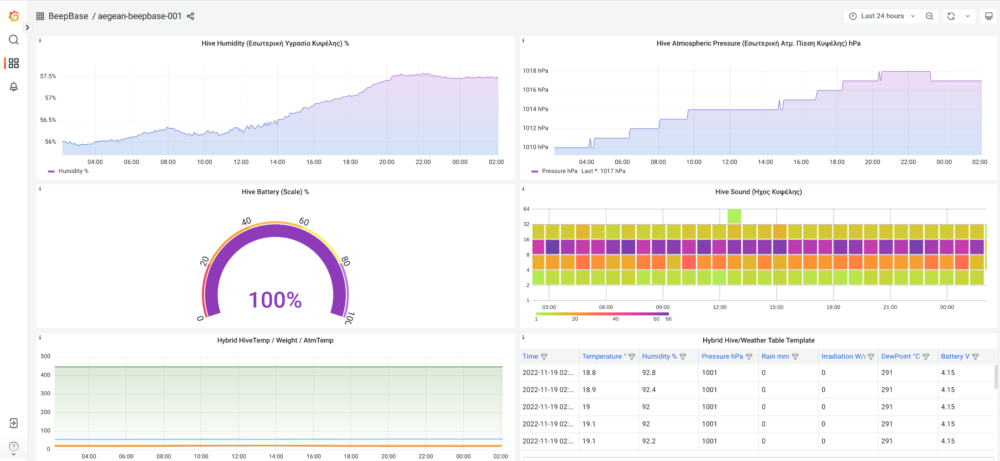 BeepBase / aegean-beepbase-001
Last 24 hours
Hive Humidity (Εσωτερική Υγρασία Κυψέλης) %
57.5%
57%
56.5%
56%
04:00 06:00 08:00 10:00 12:00 14:00 16:00 18:00 20:00 22:00 00:00 02:00
Humidity %
Hive Atmospheric Pressure (Εσωτερική Ατμ. Πίεση Κυψέλης) hPa
1018 hPa
1016 hPa
1014 hPa
1012 hPa
1010 hPa
04:00 06:00 08:00 10:00 12:00 14:00 16:00 18:00 20:00 22:00 00:00 02:00
Pressure hPa Last *: 1017 hPa
Hive Battery (Scale) %
0 20 40 60 80 100
100%
Hive Sound (Ηχος Κυψέλης)
64
32
16
8
4
2
1
03:00 06:00 09:00 12:00 15:00 18:00 21:00 00:00
1 20 40 60 66
Hybrid HiveTemp / Weight / AtmTemp
500
400
300
200
100
0
04:00 06:00 08:00 10:00 12:00 14:00 16:00 18:00 20:00 22:00 00:00 02:00
Hybrid Hive/Weather Table Template
Time Temperature ° Humidity % Pressure hPa Rain mm Irradiation W/ DewPoint °C Battery V
2022-11-19 02:... 18.8 92.8 1001 0 0 291 4.15
2022-11-19 02:... 18.9 92.4 1001 0 0 291 4.15
2022-11-19 02:... 19 92 1001 0 0 291 4.15
2022-11-19 02:... 19.1 92 1001 0 0 291 4.15
2022-11-19 02:... 19.1 92.2 1001 0 0 291 4.15